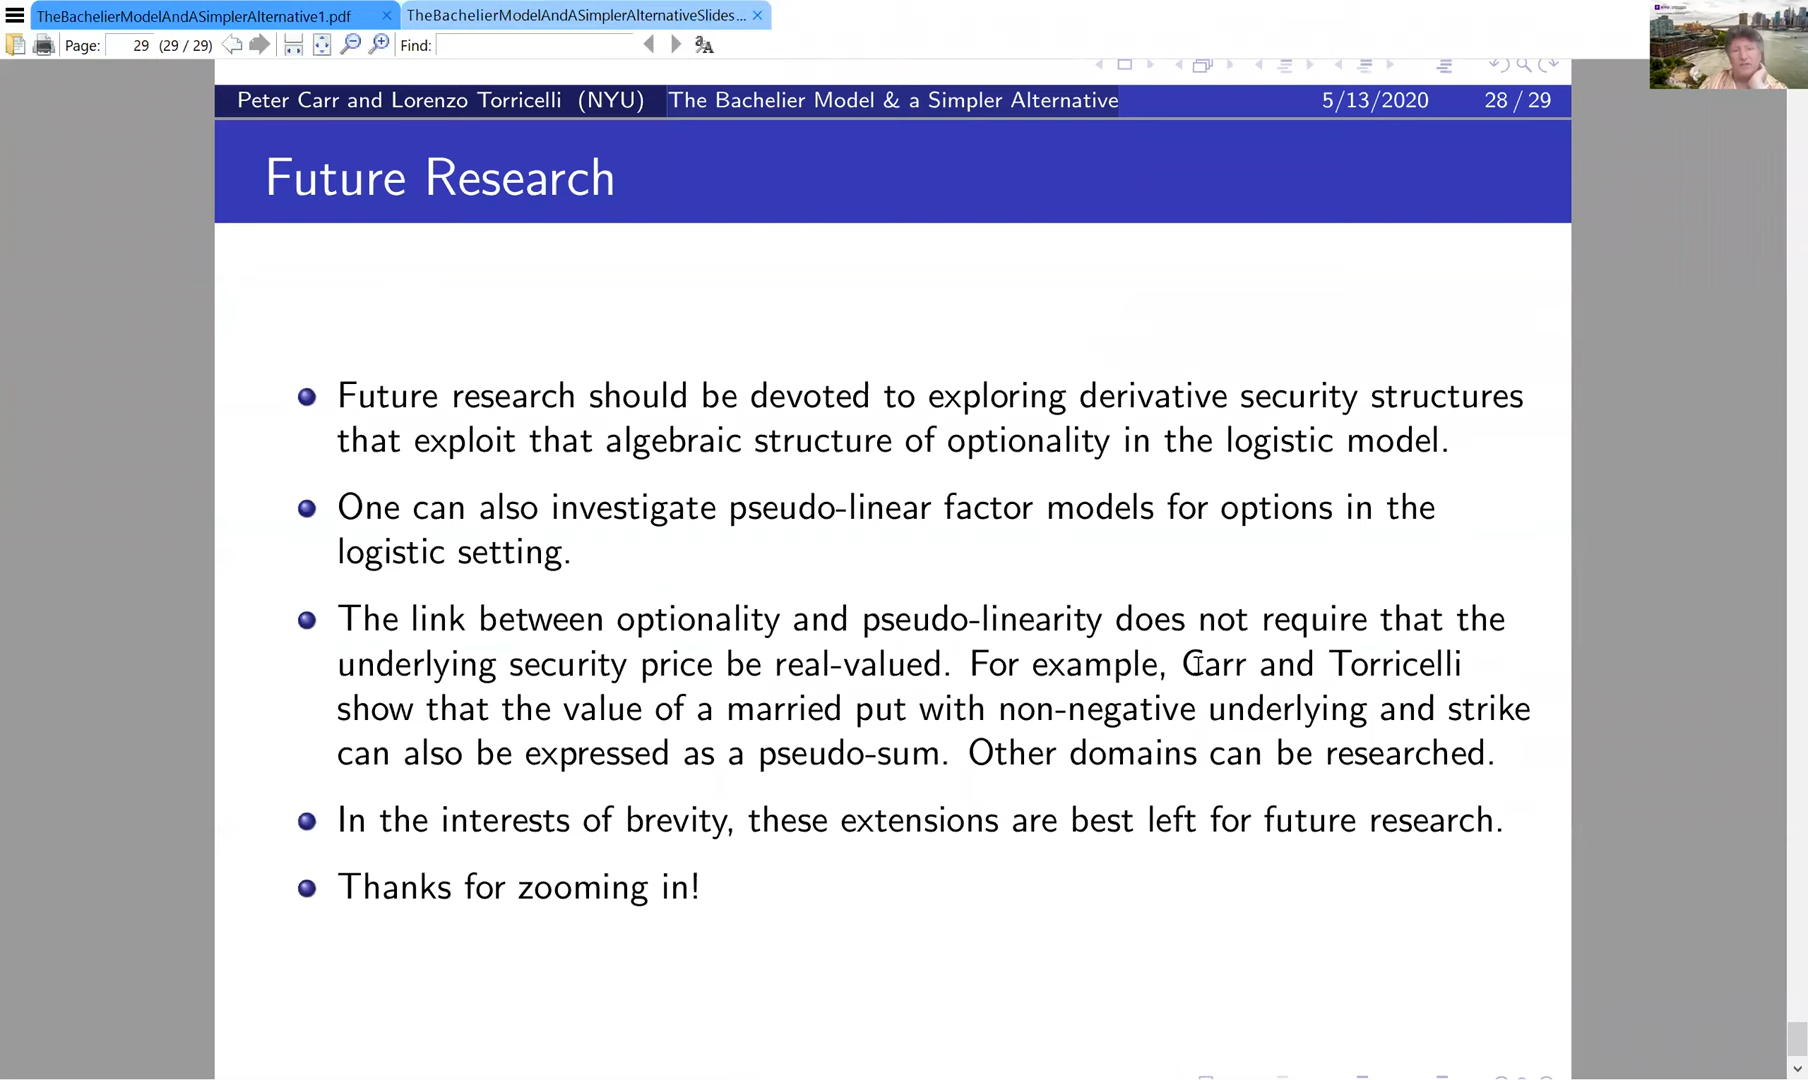 TheBachelierModelAndASimplerAlternative1.pdf
TheBachelierModelAndASimplerAlternativeSlides...
Page: 29 (29 / 29)
Find:
Peter Carr and Lorenzo Torricelli (NYU) The Bachelier Model & a Simpler Alternative 5/13/2020 28 / 29
Future Research
Future research should be devoted to exploring derivative security structures
that exploit that algebraic structure of optionality in the logistic model.
One can also investigate pseudo-linear factor models for options in the
logistic setting.
The link between optionality and pseudo-linearity does not require that the
underlying security price be real-valued. For example, Carr and Torricelli
show that the value of a married put with non-negative underlying and strike
can also be expressed as a pseudo-sum. Other domains can be researched.
In the interests of brevity, these extensions are best left for future research.
Thanks for zooming in!